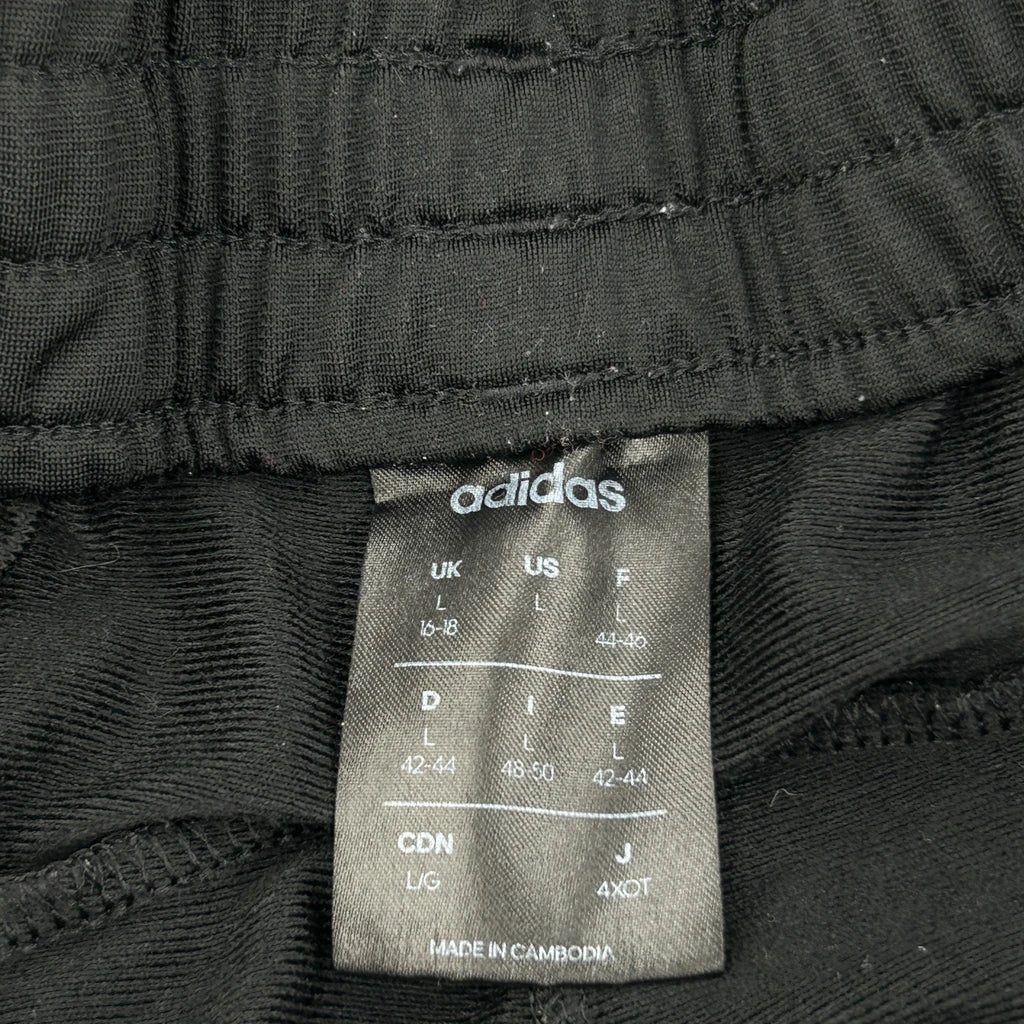 adidas
UK US F
L L L
16-18 44-46
D I E
L L L
42-44 48-50 42-44
CDN J
L/G 4XOT
MADE IN CAMBODIA